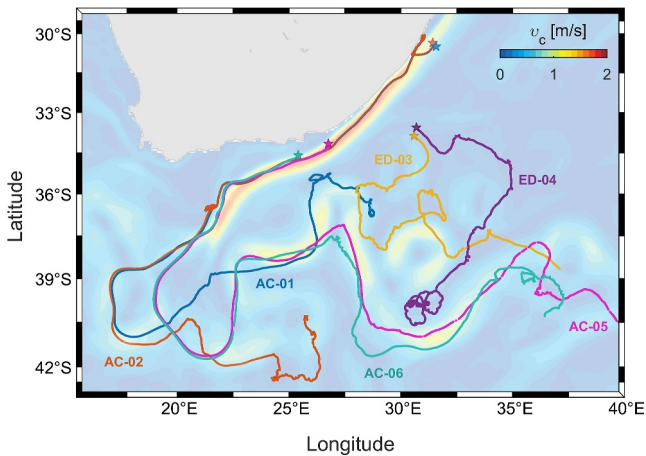 30°S
33°S
36°S
39°S
42°S
Latitude
υc [m/s]
0 1 2
ED-03
ED-04
AC-01
AC-02
AC-05
AC-06
20°E 25°E 30°E 35°E 40°E
Longitude